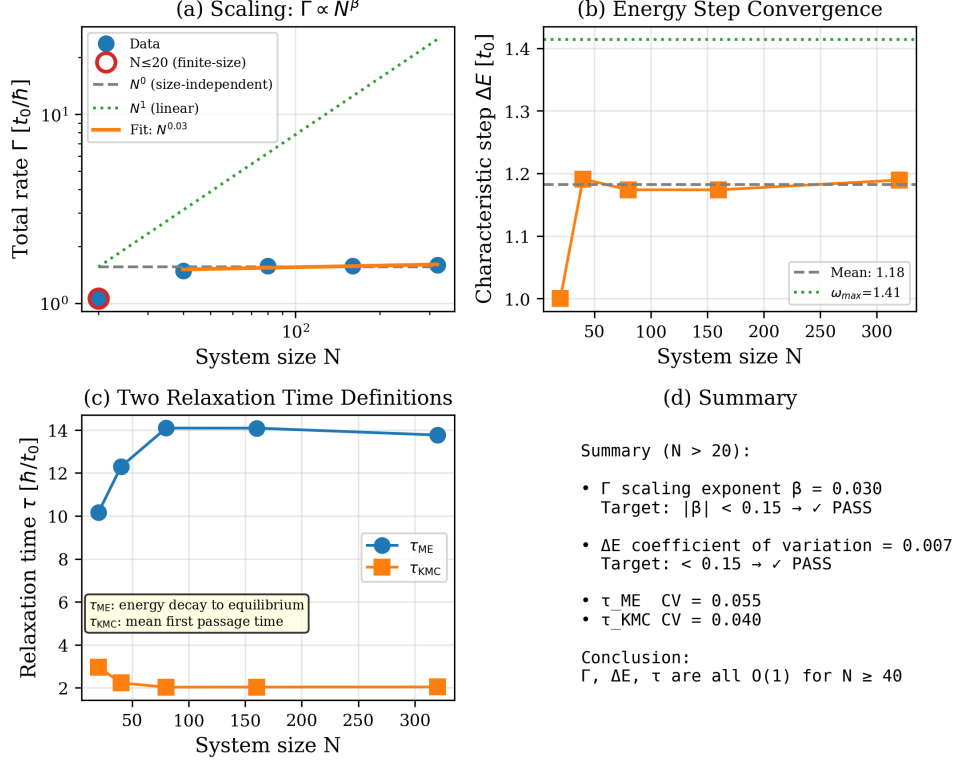 (a) Scaling: Γ ∝ N^β
Data
N≤20 (finite-size)
N^0 (size-independent)
N^1 (linear)
Fit: N^0.03
10^1
10^0
Total rate Γ [t_0/ℏ]
10^2
System size N
(b) Energy Step Convergence
1.4
1.3
1.2
1.1
1.0
Characteristic step ΔE [t_0]
Mean: 1.18
ω_max=1.41
50 100 150 200 250 300
System size N
(c) Two Relaxation Time Definitions
14
12
10
8
6
4
2
Relaxation time τ [ℏ/t_0]
τ_ME
τ_KMC
τ_ME: energy decay to equilibrium
τ_KMC: mean first passage time
50 100 150 200 250 300
System size N
(d) Summary
Summary (N > 20):
• Γ scaling exponent β = 0.030
Target: |β| < 0.15 → ✓ PASS
• ΔE coefficient of variation = 0.007
Target: < 0.15 → ✓ PASS
• τ_ME  CV = 0.055
• τ_KMC CV = 0.040
Conclusion:
Γ, ΔE, τ are all O(1) for N ≥ 40